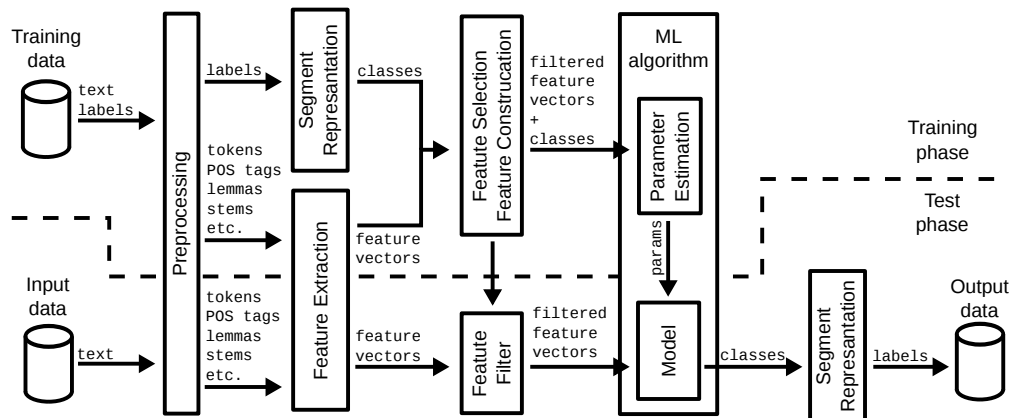 Training
data
text
labels
Preprocessing
labels
Segment
Represantation
classes
tokens
POS tags
lemmas
stems
etc.
Feature Extraction
feature
vectors
Featute Selection
Feature Construcation
filtered
feature
vectors
+
classes
ML
algorithm
Parameter
Estimation
params
Training
phase
Test
phase
Input
data
text
tokens
POS tags
lemmas
stems
etc.
feature
vectors
Featute
Filter
filtered
feature
vectors
Model
classes
Segment
Represantation
labels
Output
data